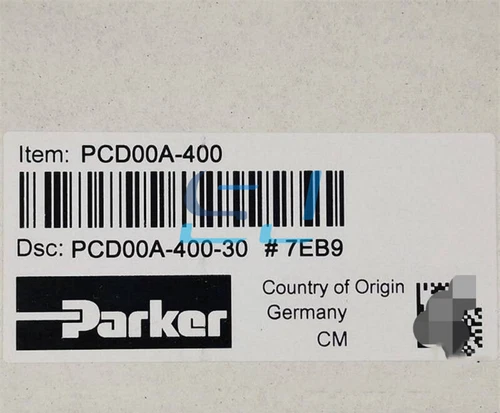 Item: PCD00A-400
Dsc: PCD00A-400-30 # 7EB9
Parker
Country of Origin
Germany
CM